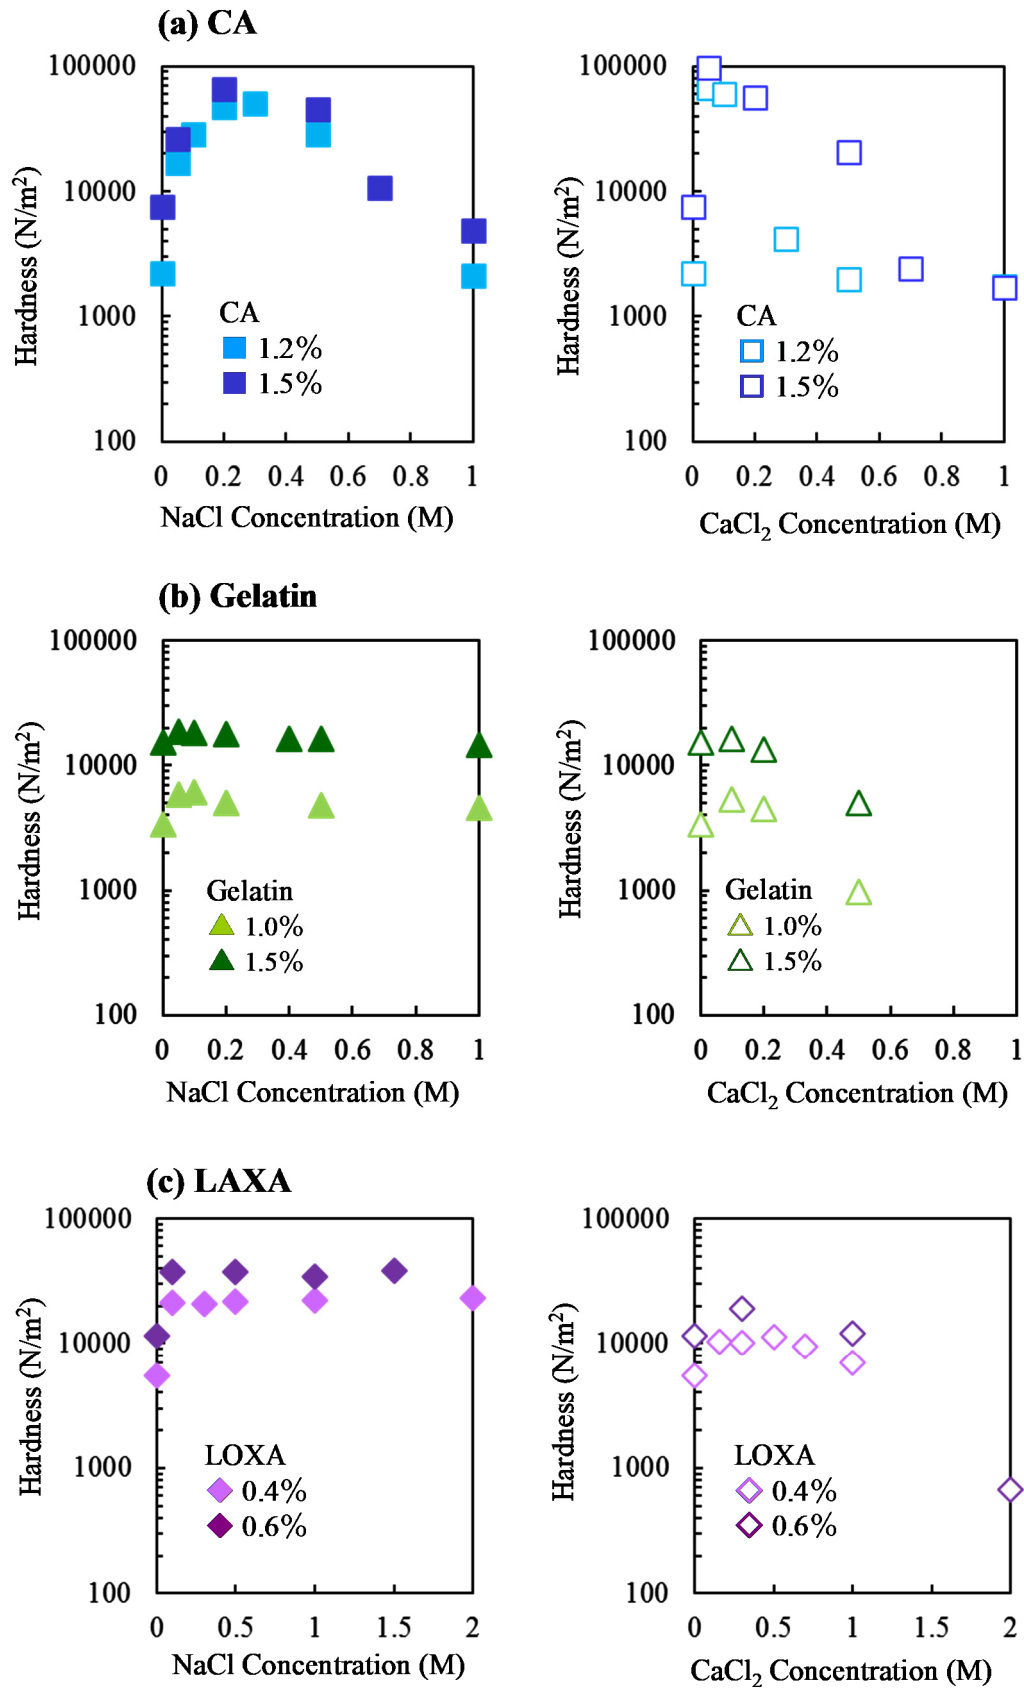 (a) CA
100000
10000
1000
100
Hardness (N/m²)
CA
1.2%
1.5%
0 0.2 0.4 0.6 0.8 1
NaCl Concentration (M)
100000
10000
1000
100
Hardness (N/m²)
CA
1.2%
1.5%
0 0.2 0.4 0.6 0.8 1
CaCl₂ Concentration (M)
(b) Gelatin
100000
10000
1000
100
Hardness (N/m²)
Gelatin
1.0%
1.5%
0 0.2 0.4 0.6 0.8 1
NaCl Concentration (M)
100000
10000
1000
100
Hardness (N/m²)
Gelatin
1.0%
1.5%
0 0.2 0.4 0.6 0.8 1
CaCl₂ Concentration (M)
(c) LAXA
100000
10000
1000
100
Hardness (N/m²)
LOXA
0.4%
0.6%
0 0.5 1 1.5 2
NaCl Concentration (M)
100000
10000
1000
100
Hardness (N/m²)
LOXA
0.4%
0.6%
0 0.5 1 1.5 2
CaCl₂ Concentration (M)